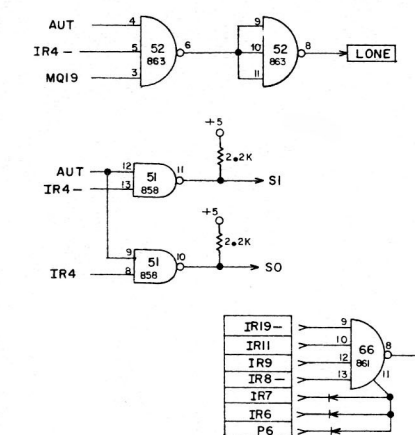 AUT 4
IR4- 5
MQ19 3
52
863
6
9
10
11
52
863
8
LONE
+5
2.2K
AUT 12
IR4- 13
51
858
11
S1
+5
2.2K
9
IR4 8
51
858
10
S0
IR19- 9
IR11 10
IR9 12
IR8- 13
IR7
IR6
P6
66
861
8
11